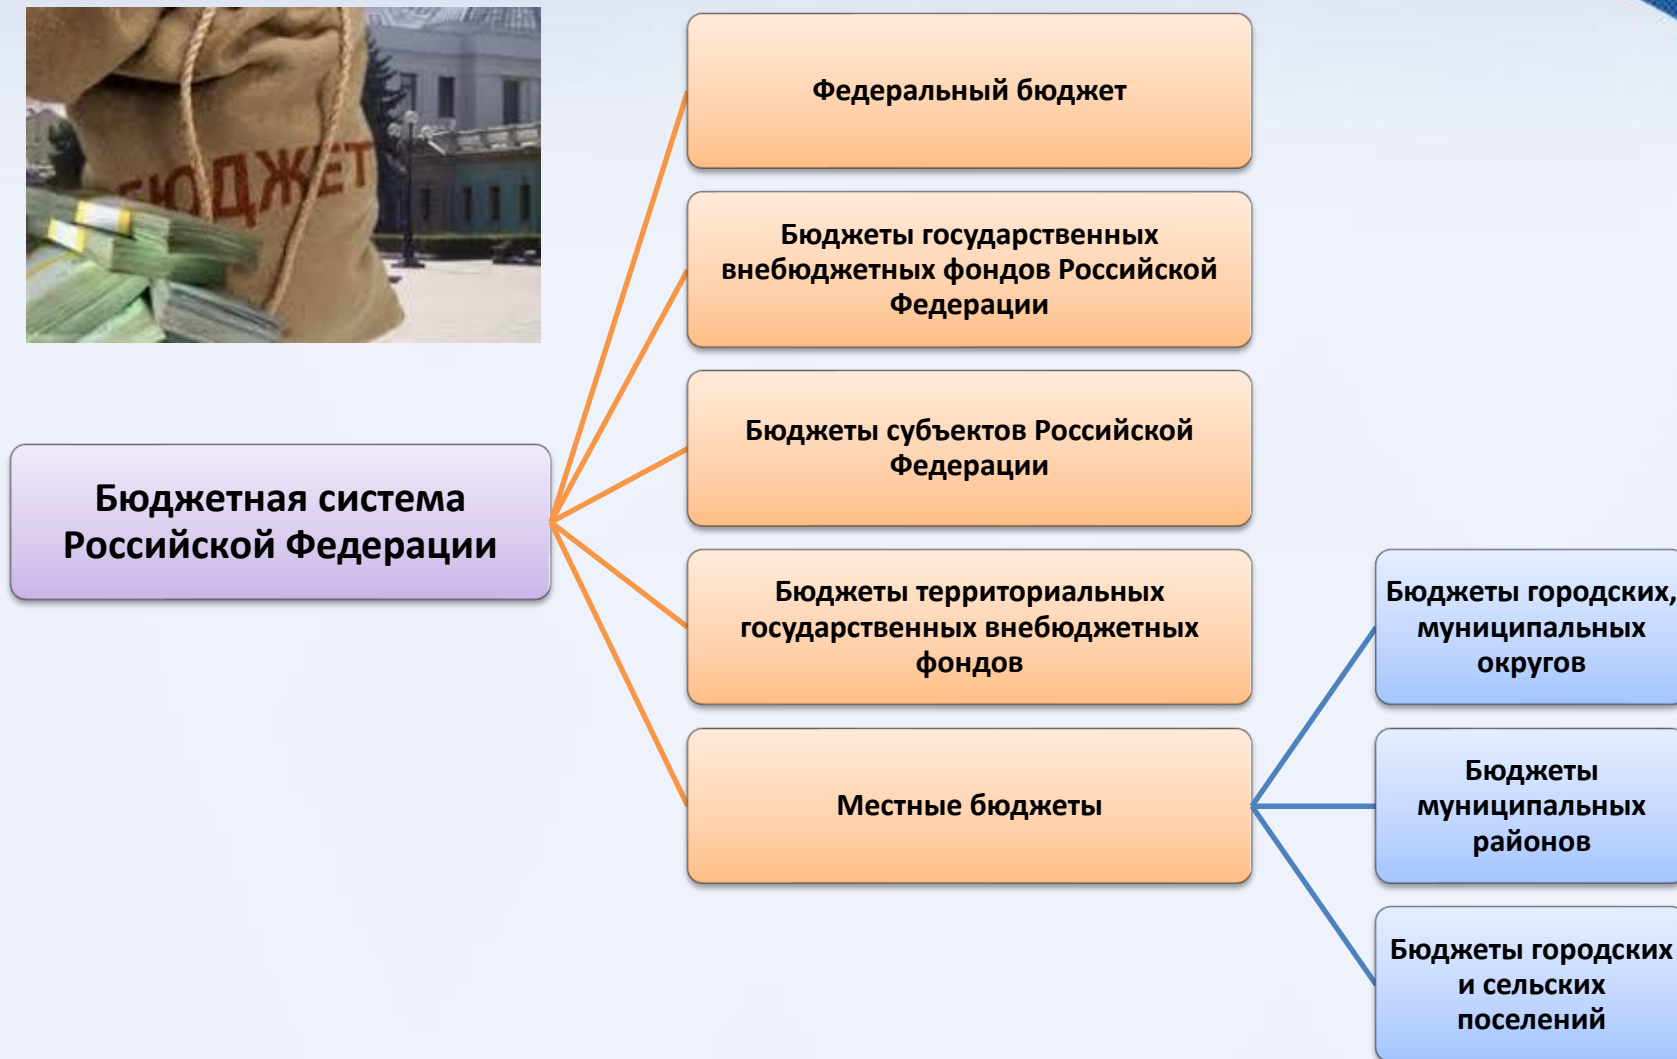 БЮДЖЕТ
Федеральный бюджет
Бюджеты государственных
внебюджетных фондов Российской
Федерации
Бюджеты субъектов Российской
Федерации
Бюджетная система
Российской Федерации
Бюджеты территориальных
государственных внебюджетных
фондов
Местные бюджеты
Бюджеты городских,
муниципальных
округов
Бюджеты
муниципальных
районов
Бюджеты городских
и сельских
поселений